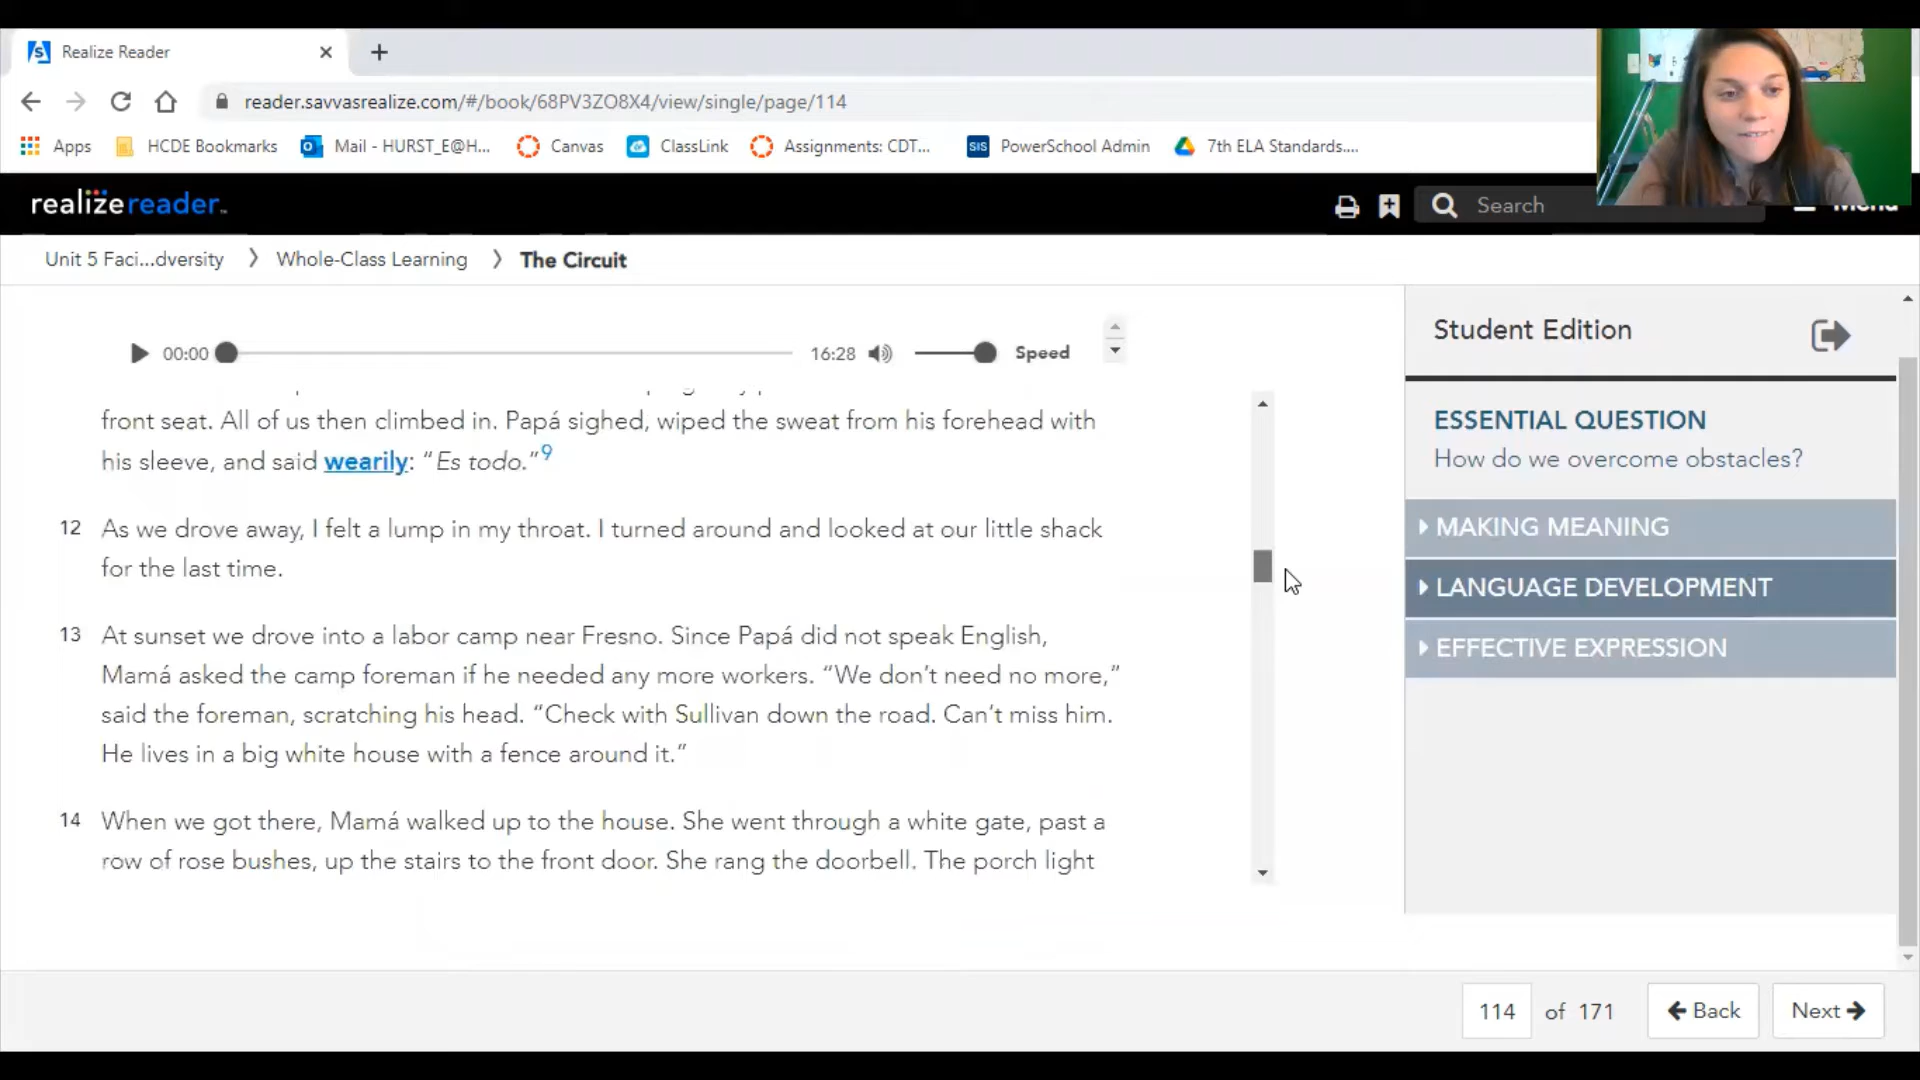 Realize Reader
reader.savvasrealize.com/#/book/68PV3ZO8X4/view/single/page/114
Apps HCDE Bookmarks Mail - HURST_E@H... Canvas ClassLink Assignments: CDT... SIS PowerSchool Admin 7th ELA Standards....
realizereader. Search Menu
Unit 5 Faci...dversity Whole-Class Learning The Circuit
00:00 16:28 Speed
front seat. All of us then climbed in. Papá sighed, wiped the sweat from his forehead with
his sleeve, and said wearily: “Es todo.”9
12 As we drove away, I felt a lump in my throat. I turned around and looked at our little shack
for the last time.
13 At sunset we drove into a labor camp near Fresno. Since Papá did not speak English,
Mamá asked the camp foreman if he needed any more workers. “We don’t need no more,”
said the foreman, scratching his head. “Check with Sullivan down the road. Can’t miss him.
He lives in a big white house with a fence around it.”
14 When we got there, Mamá walked up to the house. She went through a white gate, past a
row of rose bushes, up the stairs to the front door. She rang the doorbell. The porch light
Student Edition
ESSENTIAL QUESTION
How do we overcome obstacles?
MAKING MEANING
LANGUAGE DEVELOPMENT
EFFECTIVE EXPRESSION
114 of 171 Back Next